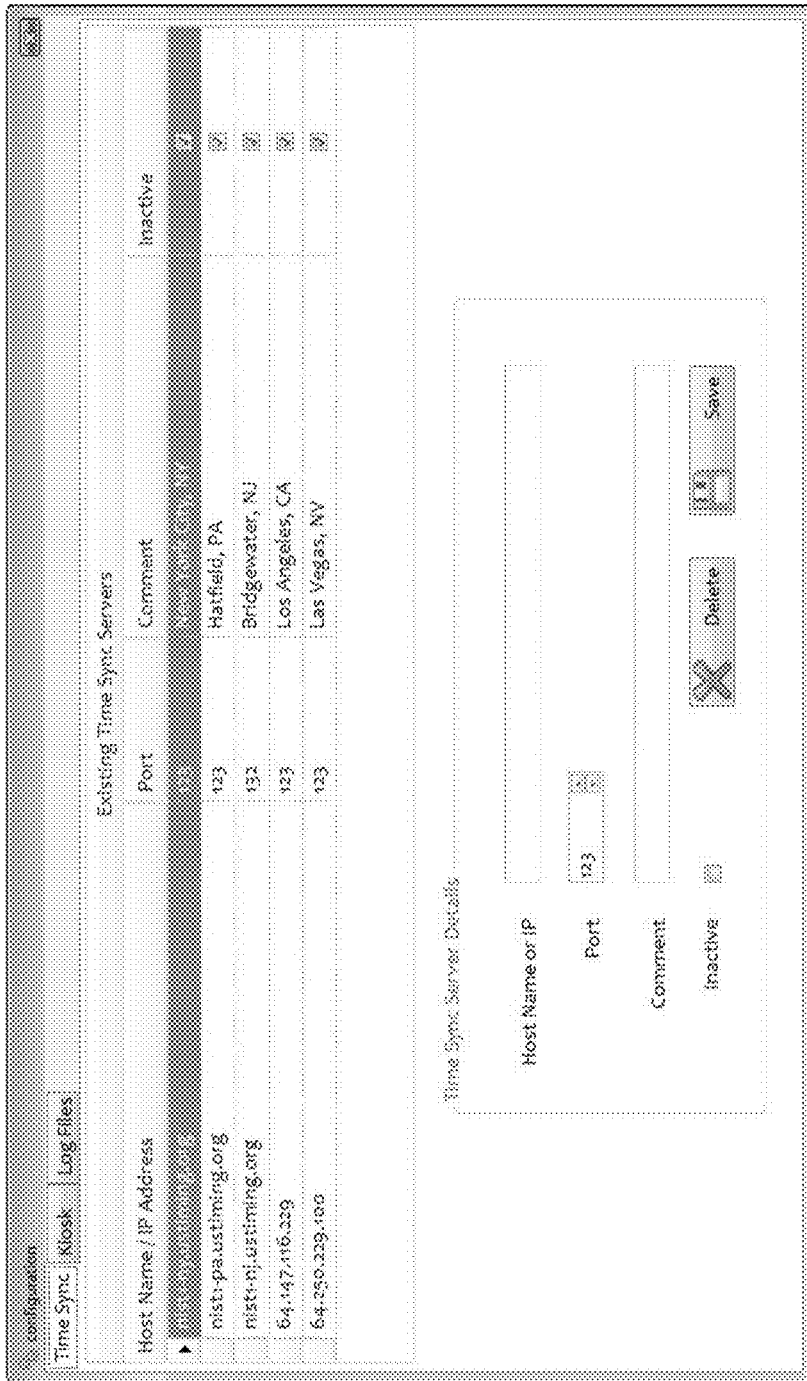 configuration
Time Sync Kiosk Log Files
Existing Time Sync Servers
Host Name / IP Address Port Comment Inactive
nist1-pa.ustiming.org 123 Hatfield, PA
nist1-nj.ustiming.org 132 Bridgewater, NJ
64.147.116.229 123 Los Angeles, CA
64.250.229.100 123 Las Vegas, NV
Time Sync Server Details
Host Name or IP
Port 123
Comment
Inactive Delete Save